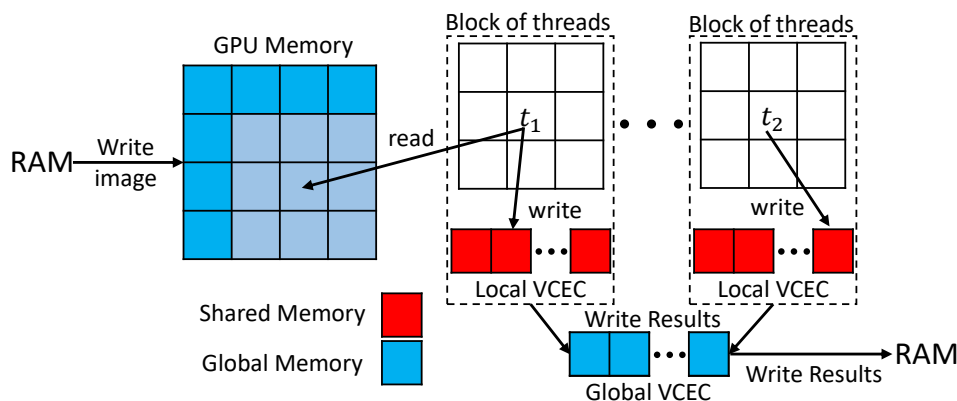 Block of threads
Block of threads
GPU Memory
t₁
t₂
read
RAM
Write
image
write
write
Local VCEC
Local VCEC
Shared Memory
Write Results
Global Memory
RAM
Write Results
Global VCEC